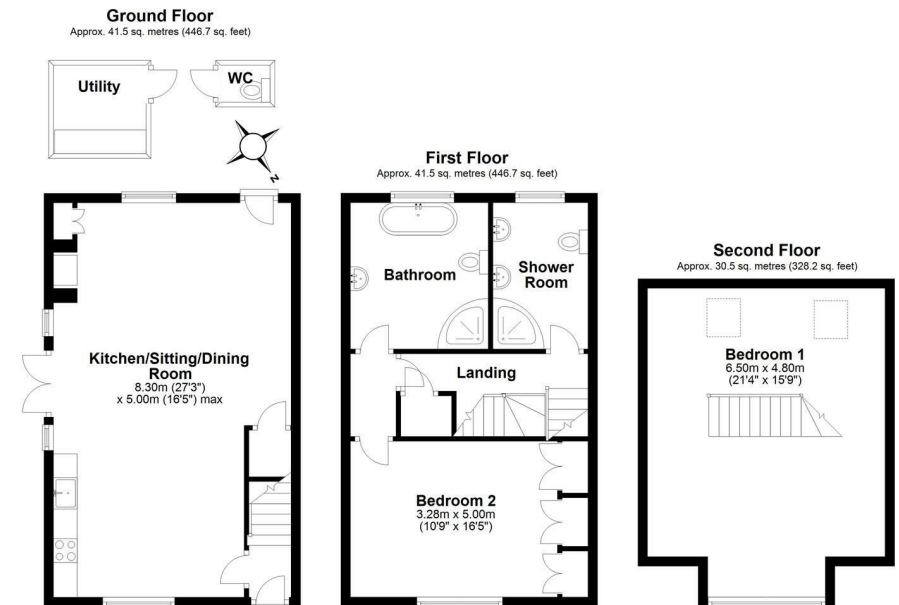 Ground Floor
Approx. 41.5 sq. metres (446.7 sq. feet)
Utility
WC
N
Kitchen/Sitting/Dining
Room
8.30m (27'3")
x 5.00m (16'5") max
First Floor
Approx. 41.5 sq. metres (446.7 sq. feet)
Bathroom
Shower
Room
Landing
Bedroom 2
3.28m x 5.00m
(10'9" x 16'5")
Second Floor
Approx. 30.5 sq. metres (328.2 sq. feet)
Bedroom 1
6.50m x 4.80m
(21'4" x 15'9")